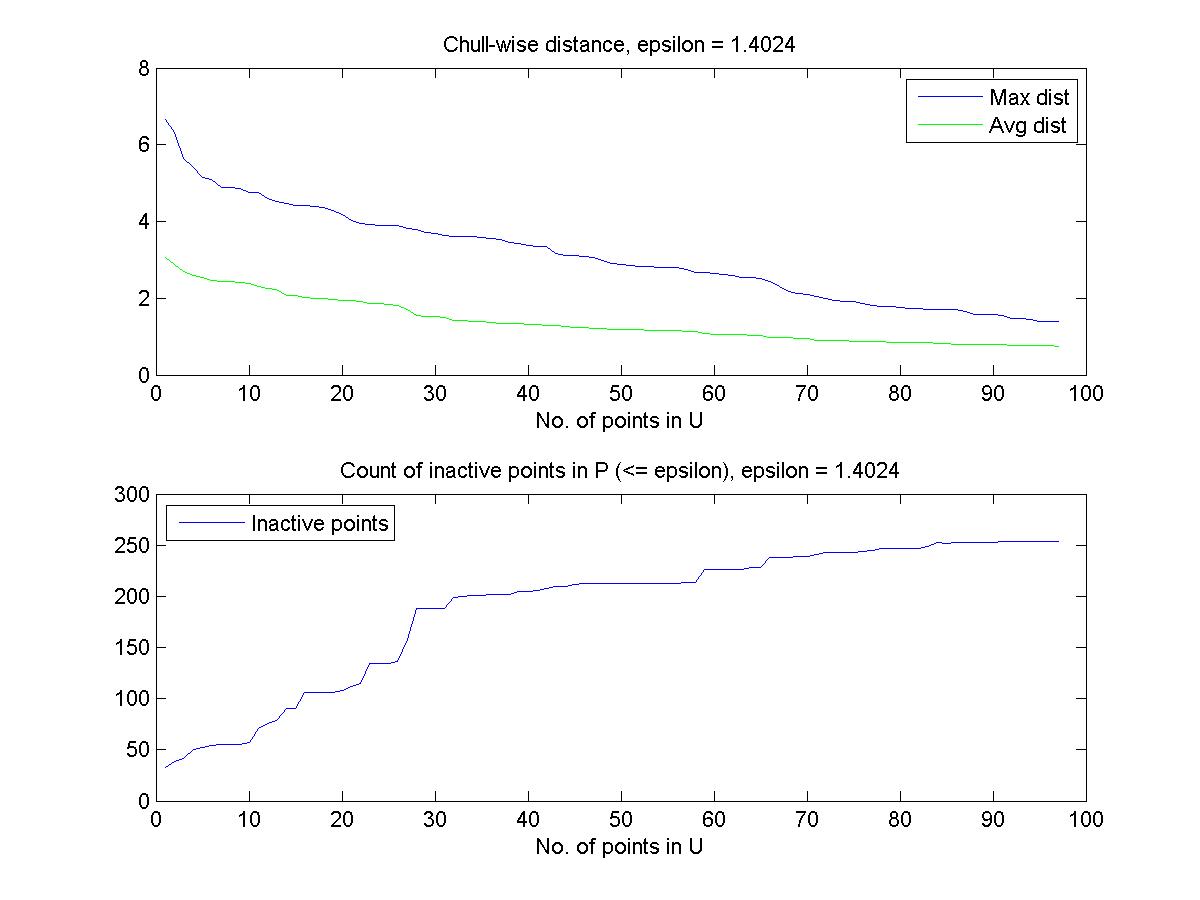 Chull-wise distance, epsilon = 1.4024
8
6
4
2
0
Max dist
Avg dist
0 10 20 30 40 50 60 70 80 90 100
No. of points in U
Count of inactive points in P (<= epsilon), epsilon = 1.4024
300
250
200
150
100
50
0
Inactive points
0 10 20 30 40 50 60 70 80 90 100
No. of points in U